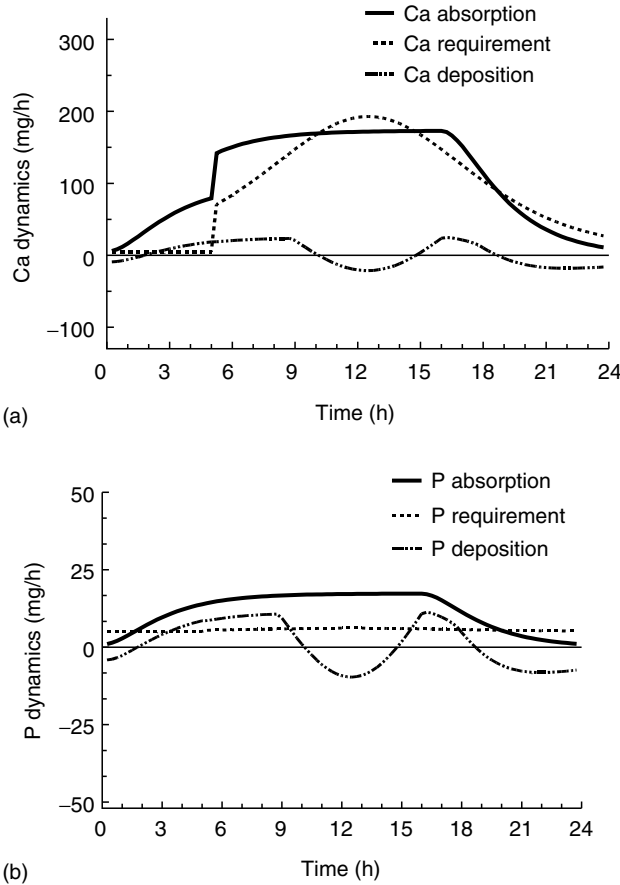 Ca absorption
Ca requirement
Ca deposition
Ca dynamics (mg/h)
300
200
100
0
−100
0 3 6 9 12 15 18 21 24
Time (h)
(a)
P absorption
P requirement
P deposition
P dynamics (mg/h)
50
25
0
−25
−50
0 3 6 9 12 15 18 21 24
Time (h)
(b)